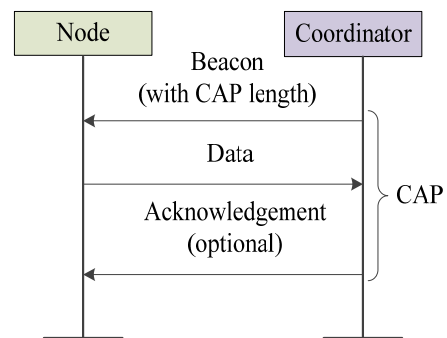 Node
Coordinator
Beacon
(with CAP length)
Data
Acknowledgement
(optional)
CAP